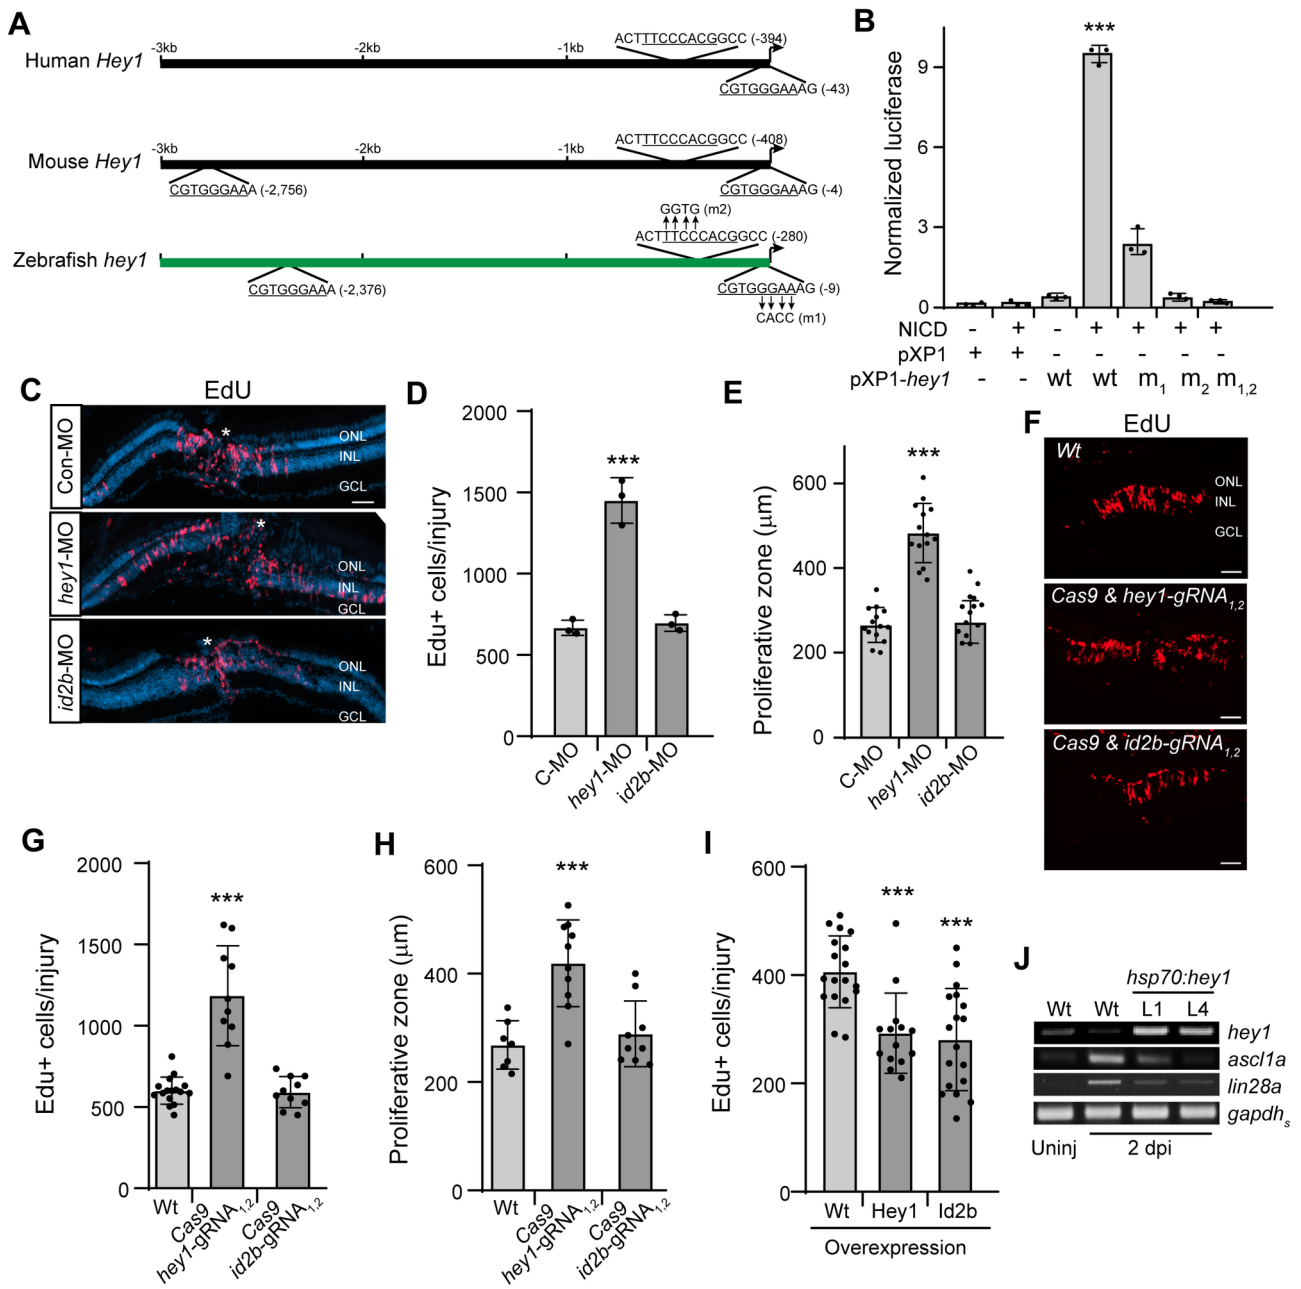 A
-3kb
-2kb
-1kb
ACTTTCCCACGGCC (-394)
Human Hey1
CGTGGGAAAG (-43)
-3kb
-2kb
-1kb
ACTTTCCCACGGCC (-408)
Mouse Hey1
CGTGGGAAA (-2,756)
CGTGGGAAAG (-4)
GGTG (m2)
ACTTTCCCACGGCC (-280)
Zebrafish hey1
CGTGGGAAA (-2,376)
CGTGGGAAAG (-9)
CACC (m1)
B
***
Normalized luciferase
9
6
3
0
NICD - + - + + + +
pXP1 + + - - - - -
pXP1-hey1 - - wt wt m1 m2 m1,2
C
EdU
Con-MO
*
ONL
INL
GCL
hey1-MO
*
ONL
INL
GCL
id2b-MO
*
ONL
INL
GCL
D
Edu+ cells/injury
2000
1500
1000
500
0
***
C-MO
hey1-MO
id2b-MO
E
Proliferative zone (μm)
600
400
200
0
***
C-MO
hey1-MO
id2b-MO
F
EdU
Wt
ONL
INL
GCL
Cas9 & hey1-gRNA1,2
Cas9 & id2b-gRNA1,2
G
Edu+ cells/injury
2000
1500
1000
500
0
***
Wt
Cas9
hey1-gRNA1,2
Cas9
id2b-gRNA1,2
H
Proliferative zone (μm)
600
400
200
0
***
Wt
Cas9
hey1-gRNA1,2
Cas9
id2b-gRNA1,2
I
Edu+ cells/injury
600
400
200
0
***
***
Wt Hey1 Id2b
Overexpression
J
hsp70:hey1
Wt Wt L1 L4
hey1
ascl1a
lin28a
gapdhs
Uninj 2 dpi